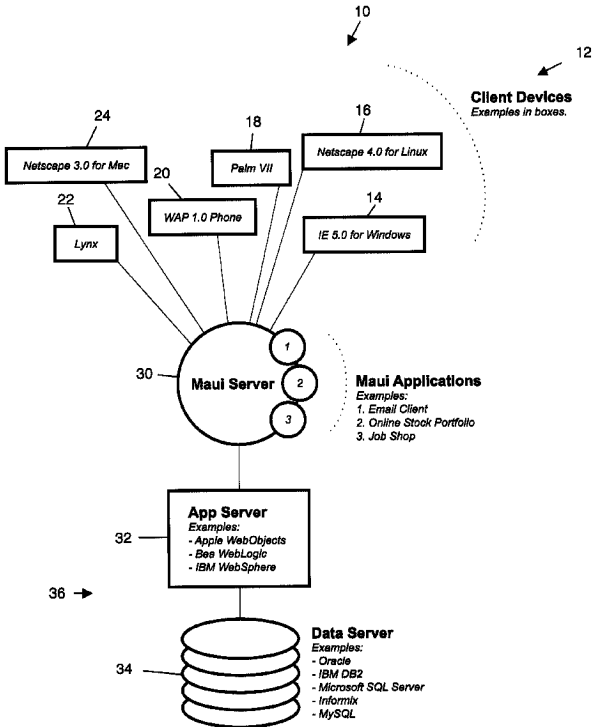 10
12
Client Devices
Examples in boxes.
24
18
16
Netscape 3.0 for Mac
Palm VII
Netscape 4.0 for Linux
20
22
WAP 1.0 Phone
14
Lynx
IE 5.0 for Windows
30
Maui Server
1
2
3
Maui Applications
Examples:
1. Email Client
2. Online Stock Portfolio
3. Job Shop
32
App Server
Examples:
- Apple WebObjects
- Bea WebLogic
- IBM WebSphere
36
34
Data Server
Examples:
- Oracle
- IBM DB2
- Microsoft SQL Server
- Informix
- MySQL